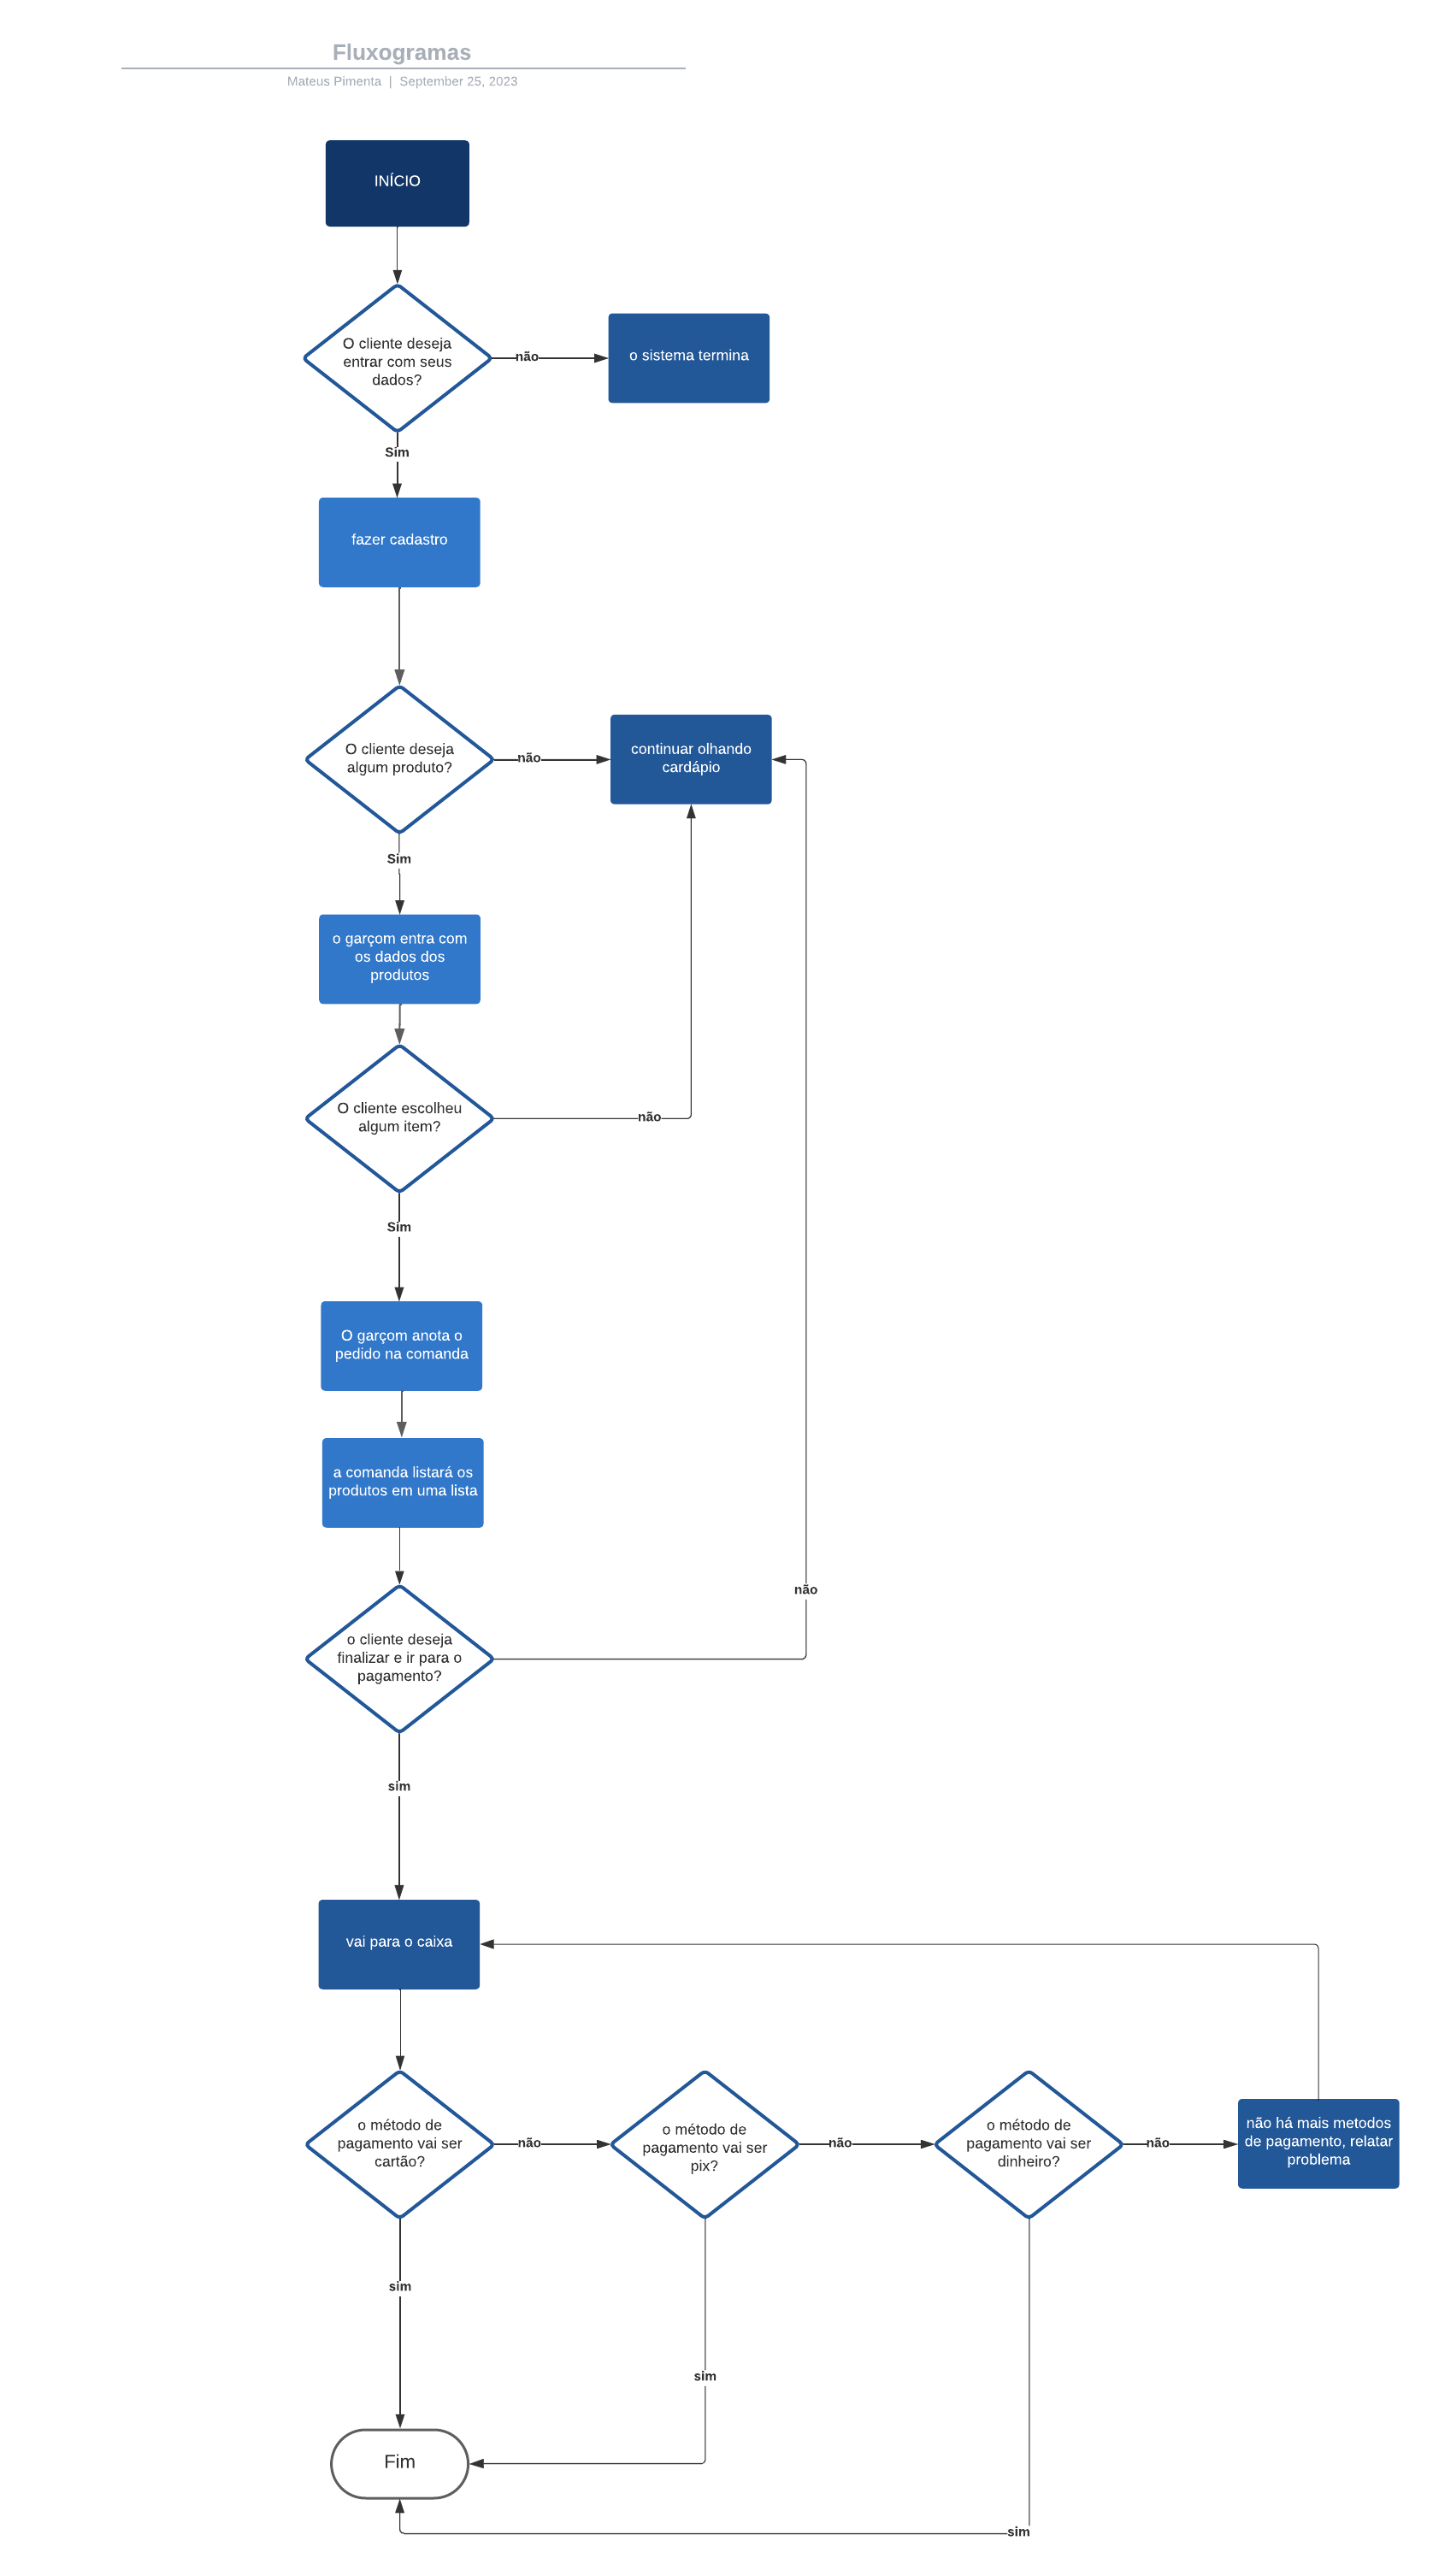 Fluxogramas
Mateus Pimenta | September 25, 2023
INÍCIO
O cliente deseja
entrar com seus
dados?
não
o sistema termina
Sim
fazer cadastro
O cliente deseja
algum produto?
não
continuar olhando
cardápio
Sim
o garçom entra com
os dados dos
produtos
O cliente escolheu
algum item?
não
Sim
O garçom anota o
pedido na comanda
a comanda listará os
produtos em uma lista
não
o cliente deseja
finalizar e ir para o
pagamento?
sim
vai para o caixa
o método de
pagamento vai ser
cartão?
não
o método de
pagamento vai ser
pix?
não
o método de
pagamento vai ser
dinheiro?
não
não há mais metodos
de pagamento, relatar
problema
sim
sim
Fim
sim